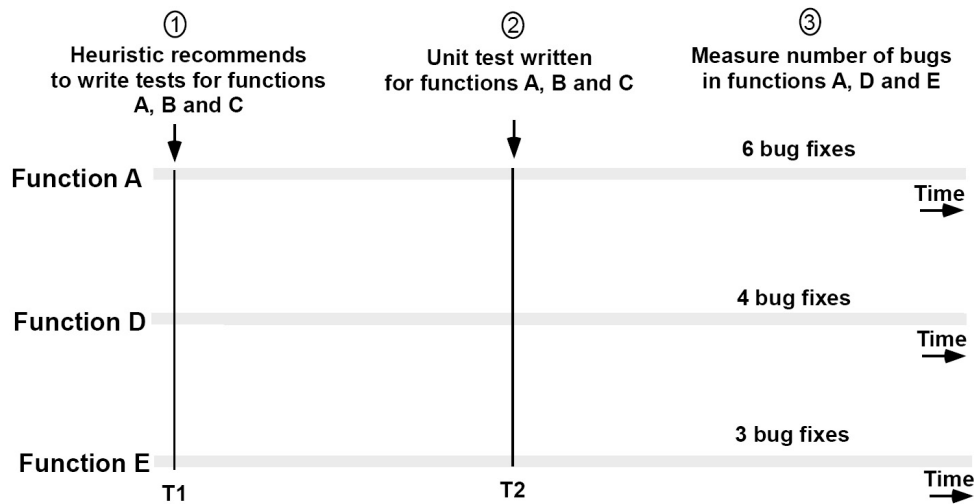 1
Heuristic recommends
to write tests for functions
A, B and C
2
Unit test written
for functions A, B and C
3
Measure number of bugs
in functions A, D and E
6 bug fixes
Function A
Time
4 bug fixes
Function D
Time
3 bug fixes
Function E
T1
T2
Time